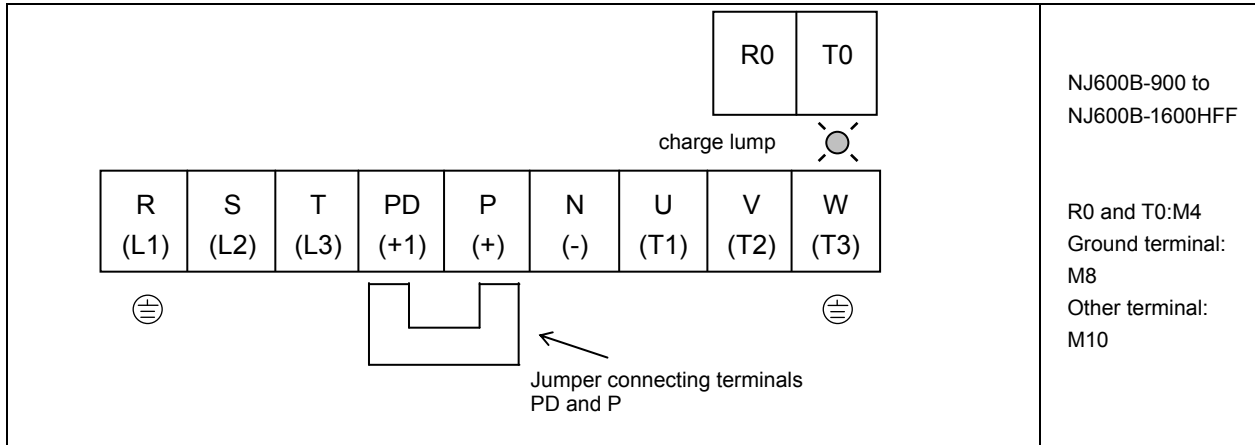 R0 T0
charge lump
R S T PD P N U V W
(L1) (L2) (L3) (+1) (+) (-) (T1) (T2) (T3)
Jumper connecting terminals
PD and P
NJ600B-900 to
NJ600B-1600HFF
R0 and T0:M4
Ground terminal:
M8
Other terminal:
M10